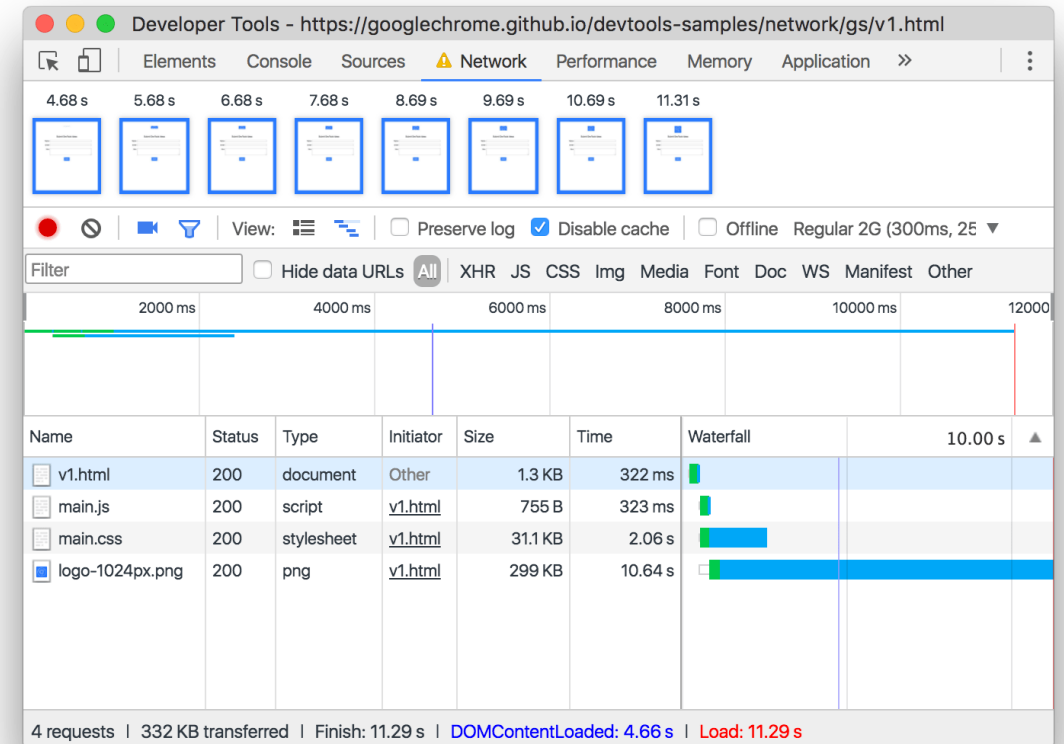 Developer Tools - https://googlechrome.github.io/devtools-samples/network/gs/v1.html
Elements Console Sources Network Performance Memory Application »
4.68 s 5.68 s 6.68 s 7.68 s 8.69 s 9.69 s 10.69 s 11.31 s
View: Preserve log Disable cache Offline Regular 2G (300ms, 25
Filter Hide data URLs All XHR JS CSS Img Media Font Doc WS Manifest Other
2000 ms 4000 ms 6000 ms 8000 ms 10000 ms 12000
Name Status Type Initiator Size Time Waterfall 10.00 s
v1.html 200 document Other 1.3 KB 322 ms
main.js 200 script v1.html 755 B 323 ms
main.css 200 stylesheet v1.html 31.1 KB 2.06 s
logo-1024px.png 200 png v1.html 299 KB 10.64 s
4 requests | 332 KB transferred | Finish: 11.29 s | DOMContentLoaded: 4.66 s | Load: 11.29 s